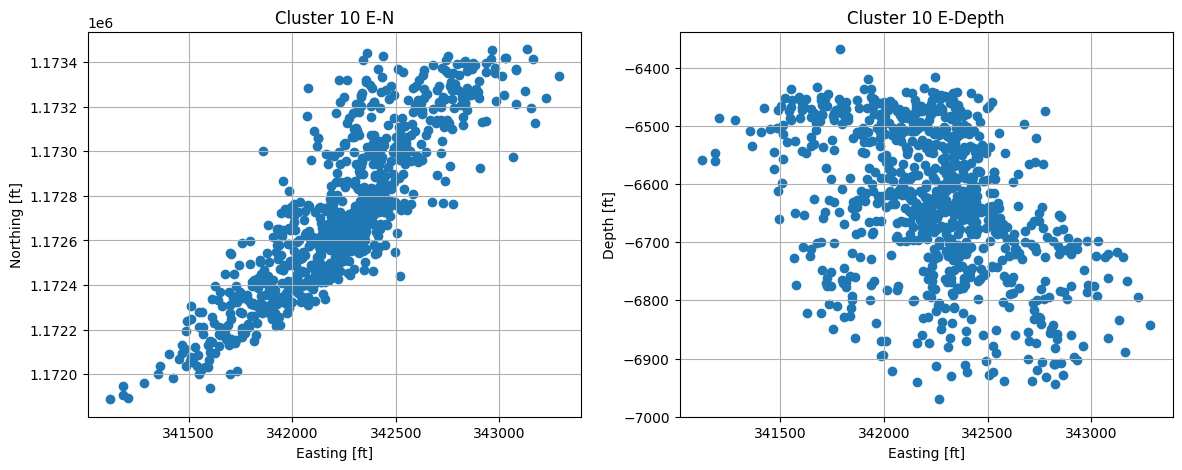 Cluster 10 E-N
1e6
1.1734
1.1732
1.1730
1.1728
1.1726
1.1724
1.1722
1.1720
Northing [ft]
341500 342000 342500 343000
Easting [ft]
Cluster 10 E-Depth
−6400
−6500
−6600
−6700
−6800
−6900
−7000
Depth [ft]
341500 342000 342500 343000
Easting [ft]